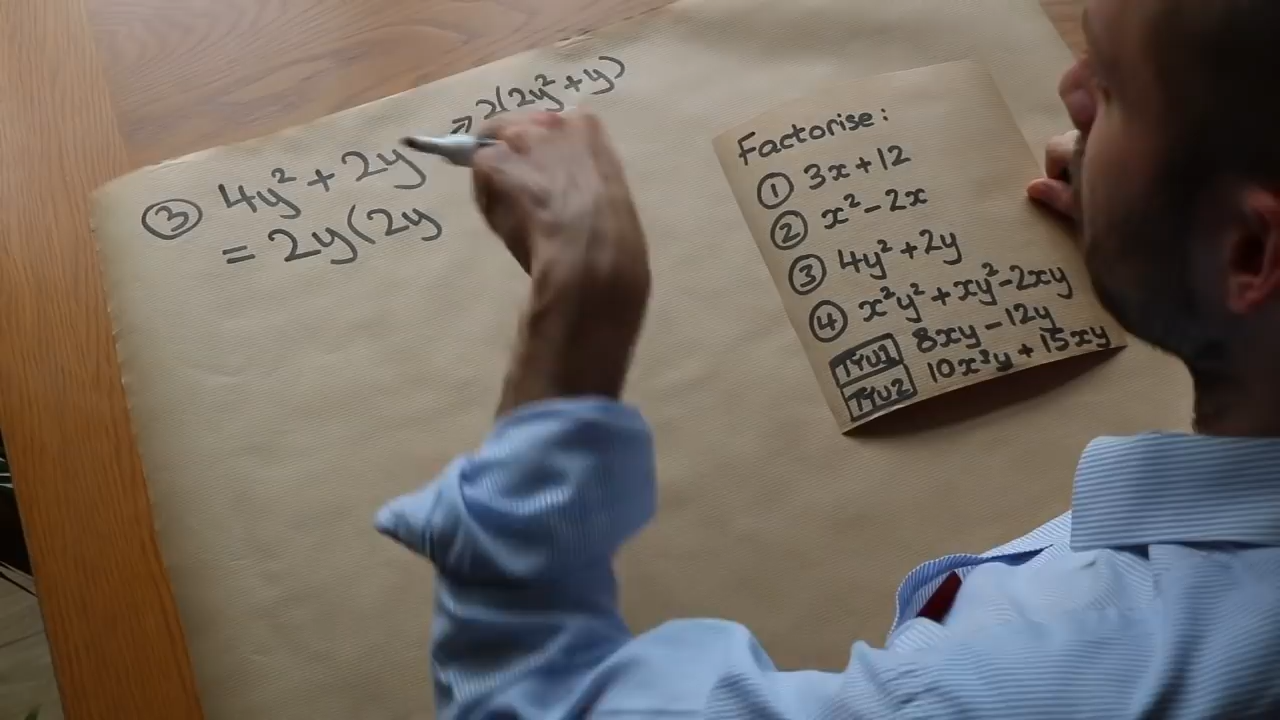 2(2y² + y)
③ 4y² + 2y
= 2y(2y
Factorise:
① 3x + 12
② x² - 2x
③ 4y² + 2y
④ x²y² + xy² - 2xy
TYU1 8xy - 12y
TYU2 10x³y + 15xy